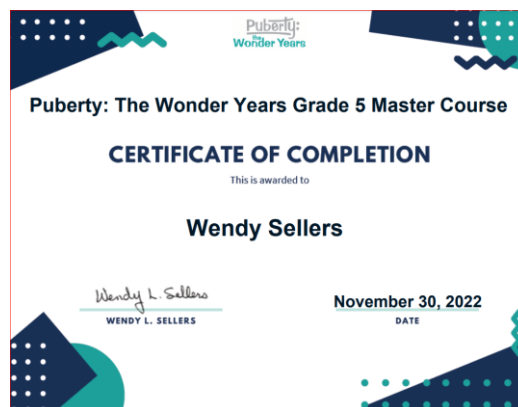 Puberty:
the
Wonder Years
Puberty: The Wonder Years Grade 5 Master Course
CERTIFICATE OF COMPLETION
This is awarded to
Wendy Sellers
Wendy L. Sellers
November 30, 2022
WENDY L. SELLERS
DATE